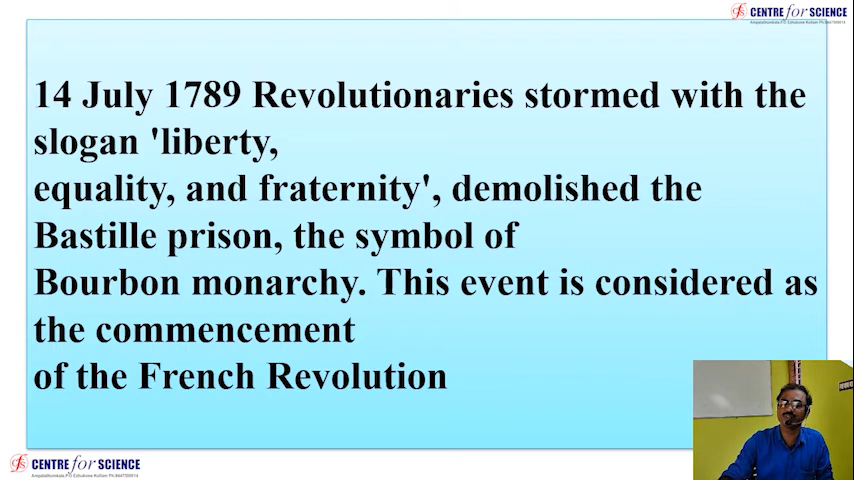 CENTRE for SCIENCE
14 July 1789 Revolutionaries stormed with the
slogan 'liberty,
equality, and fraternity', demolished the
Bastille prison, the symbol of
Bourbon monarchy. This event is considered as
the commencement
of the French Revolution
CENTRE for SCIENCE